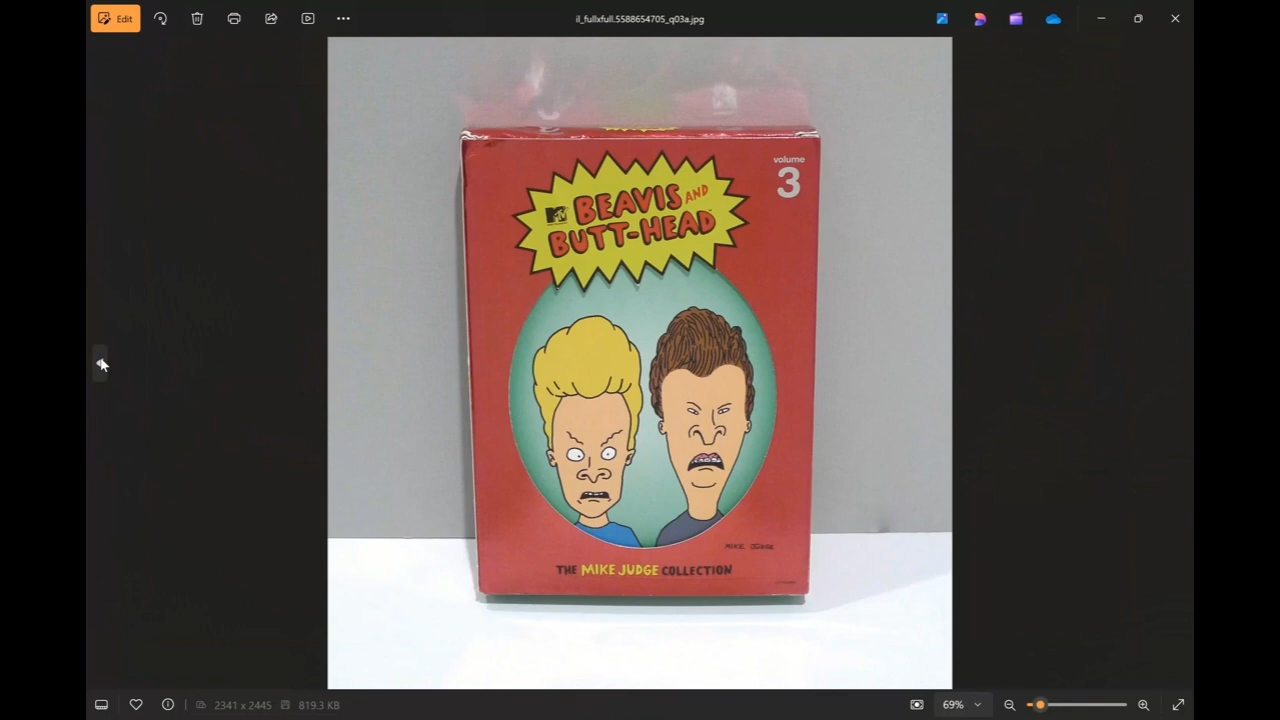 Edit
il_fullxfull.5588654705_q03a.jpg
volume
3
MTV
BEAVIS AND
BUTT-HEAD
MIKE JUDGE
THE MIKE JUDGE COLLECTION
2341 x 2445
819.3 KB
69%